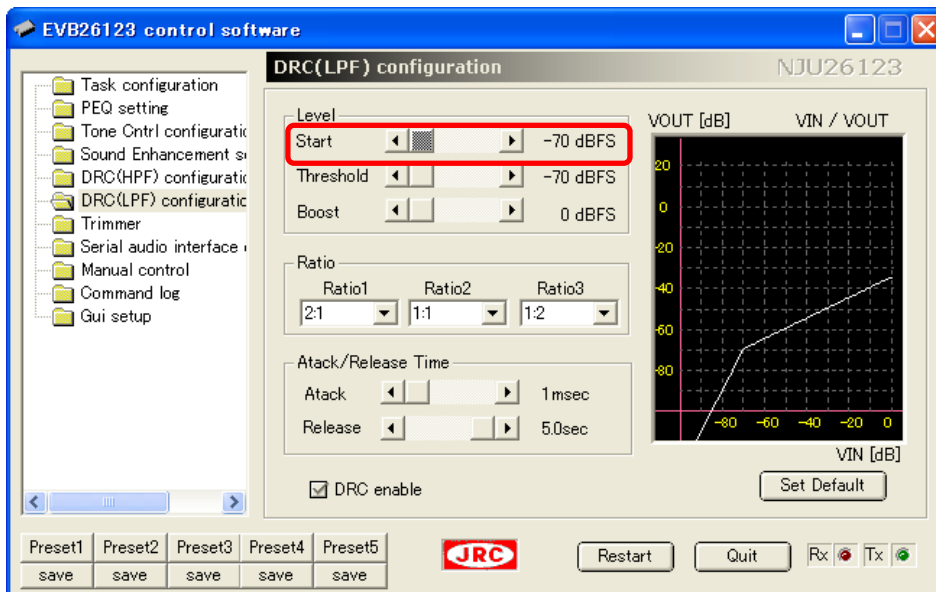 EVB26123 control software
Task configuration
PEQ setting
Tone Cntrl configuratic
Sound Enhancement s
DRC(HPF) configuratic
DRC(LPF) configuratic
Trimmer
Serial audio interface
Manual control
Command log
Gui setup
DRC(LPF) configuration
NJU26123
Level
Start -70 dBFS
Threshold -70 dBFS
Boost 0 dBFS
Ratio
Ratio1 Ratio2 Ratio3
2:1 1:1 1:2
Atack/Release Time
Atack 1msec
Release 5.0sec
DRC enable
VOUT [dB] VIN / VOUT
20
0
-20
-40
-60
-80
-80 -60 -40 -20 0
VIN [dB]
Set Default
Preset1 Preset2 Preset3 Preset4 Preset5
save save save save save
JRC
Restart
Quit
Rx Tx